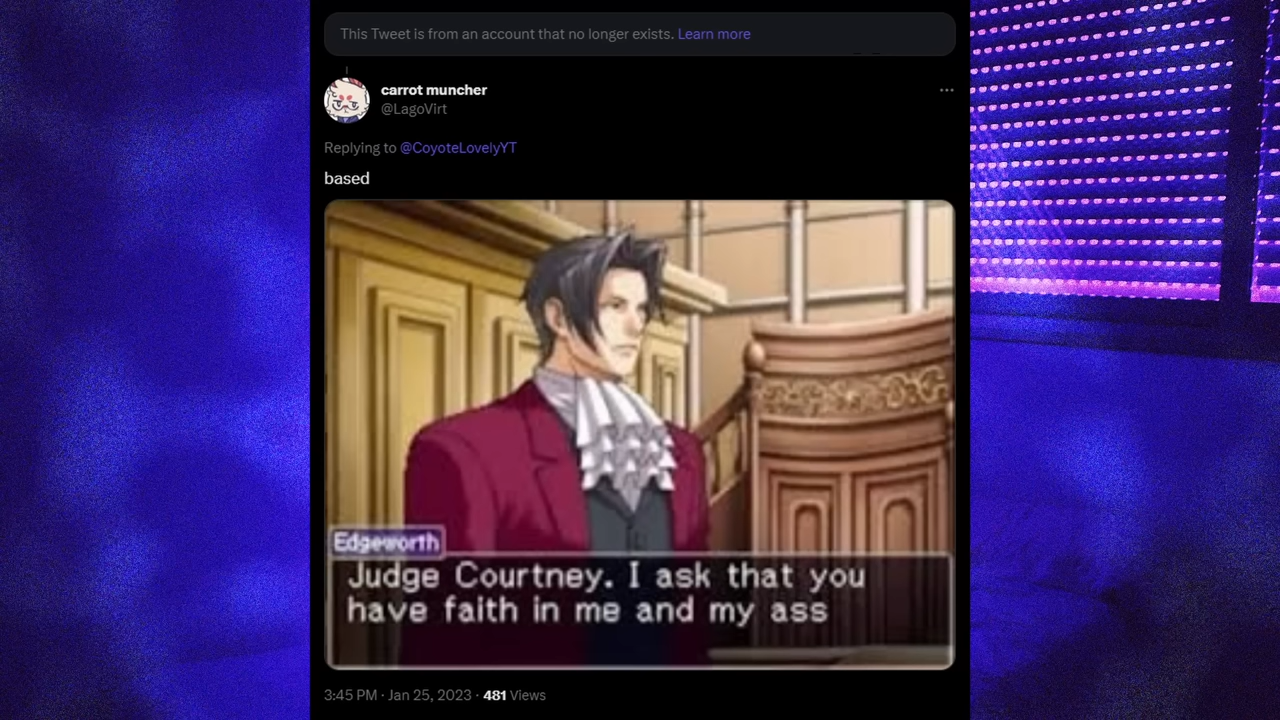 This Tweet is from an account that no longer exists. Learn more
carrot muncher
@LagoVirt
Replying to @CoyoteLovelyYT
based
Edgeworth
Judge Courtney. I ask that you
have faith in me and my ass
3:45 PM · Jan 25, 2023 · 481 Views